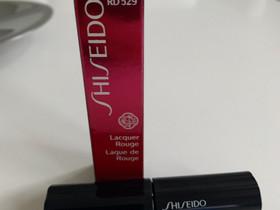 RD 529
SHISEIDO
Lacquer
Rouge
Laque de
Rouge
SHISEIDO